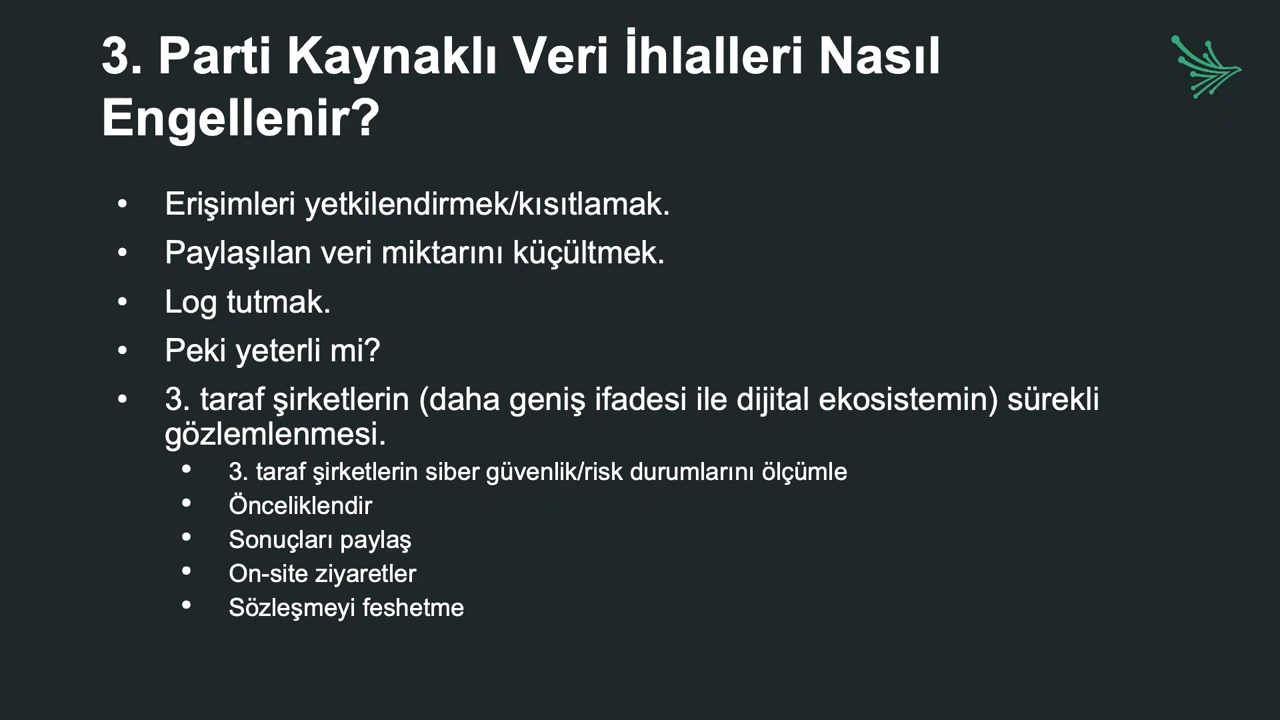 3. Parti Kaynaklı Veri İhlalleri Nasıl
Engellenir?
• Erişimleri yetkilendirmek/kısıtlamak.
• Paylaşılan veri miktarını küçültmek.
• Log tutmak.
• Peki yeterli mi?
• 3. taraf şirketlerin (daha geniş ifadesi ile dijital ekosistemin) sürekli
gözlemlenmesi.
• 3. taraf şirketlerin siber güvenlik/risk durumlarını ölçümle
• Önceliklendir
• Sonuçları paylaş
• On-site ziyaretler
• Sözleşmeyi feshetme